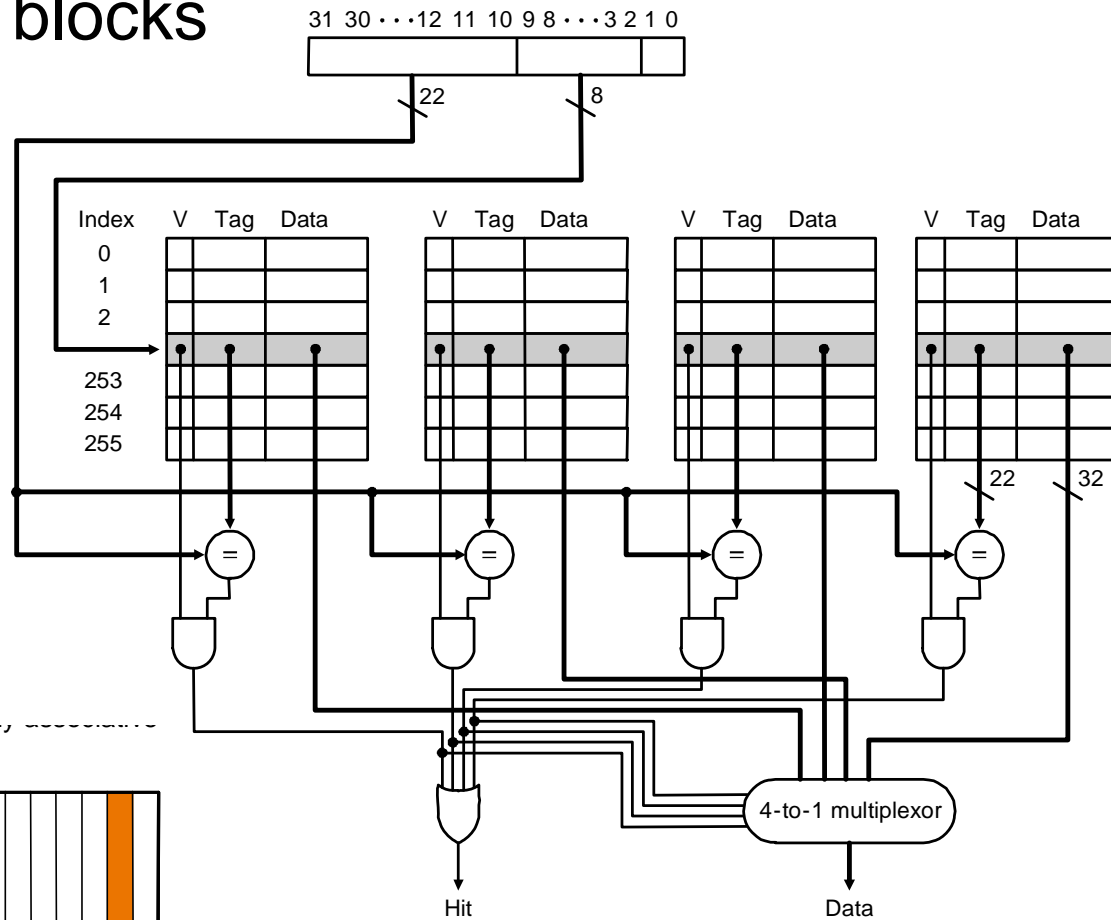 blocks
31 30 ···12 11 10 9 8 ···3 2 1 0
22
8
Index V Tag Data V Tag Data V Tag Data V Tag Data
0
1
2
253
254
255
22
32
= = = =
associative
4-to-1 multiplexor
Hit
Data